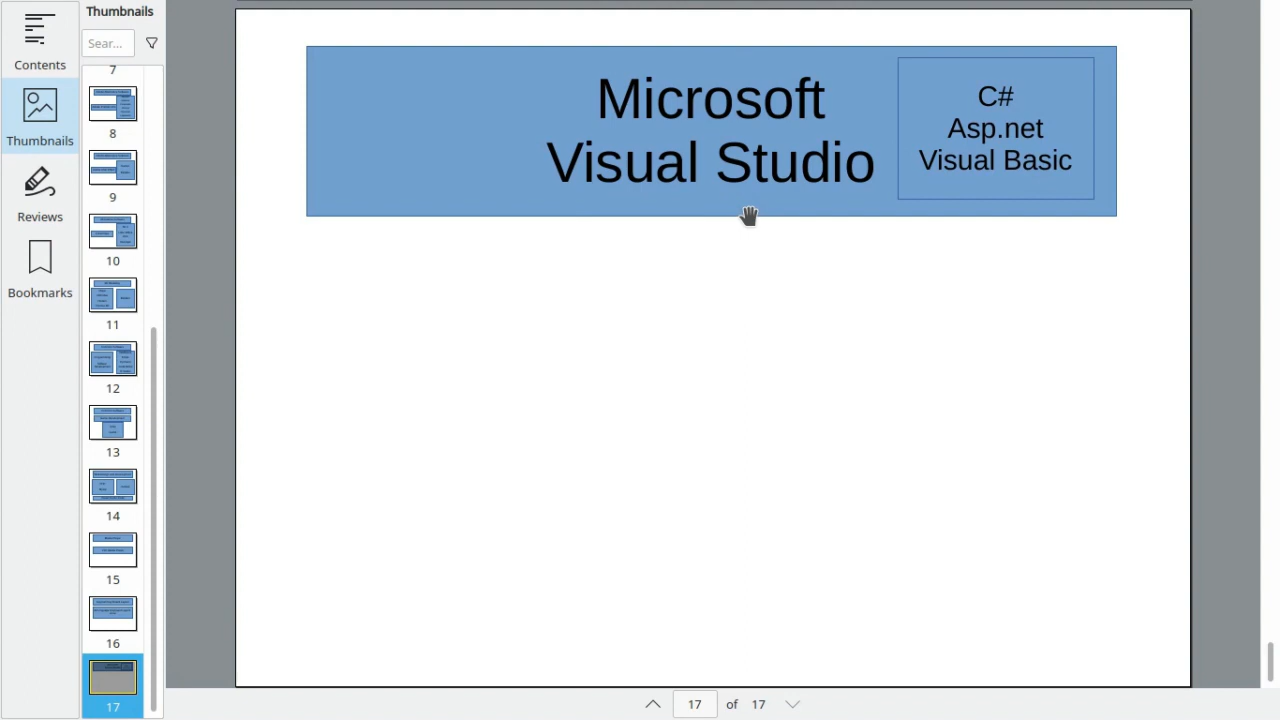 Thumbnails
Sear...
Contents
Thumbnails
Reviews
Bookmarks
7
8
9
10
11
12
13
14
15
16
17
Microsoft
Visual Studio
C#
Asp.net
Visual Basic
17 of 17